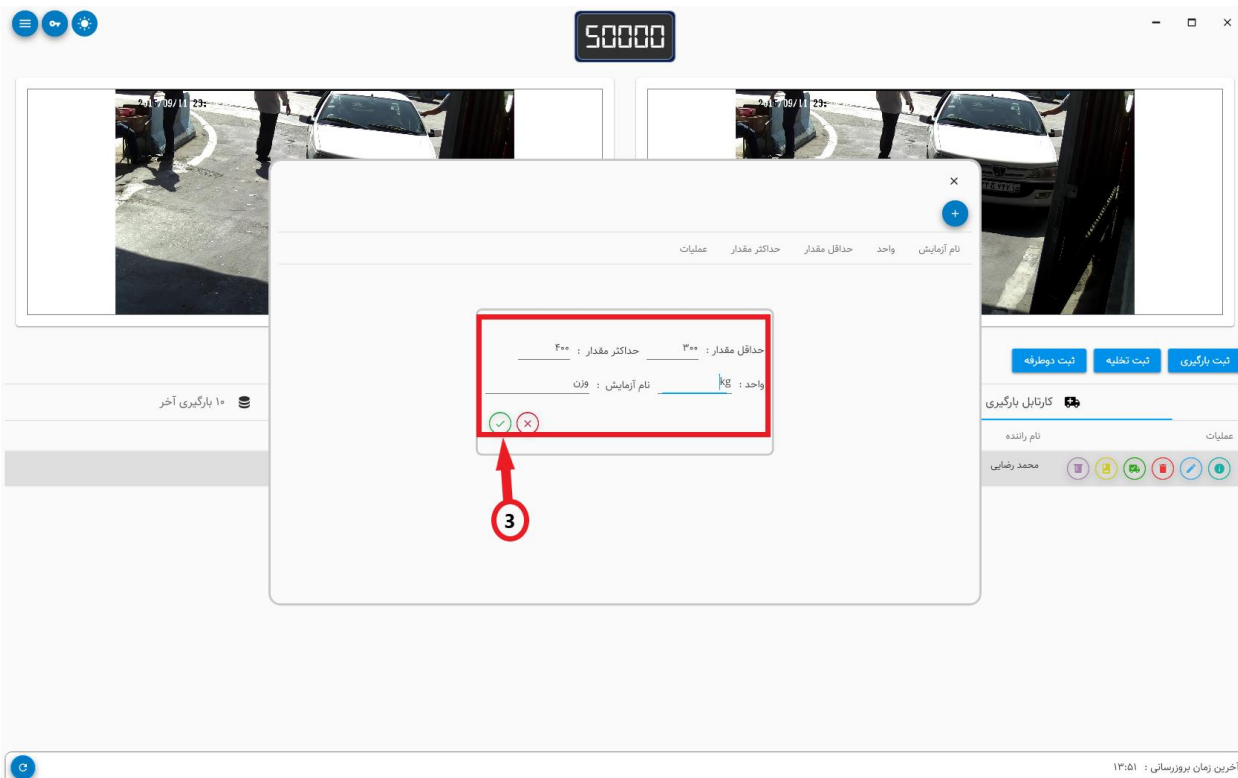 50000
نام آزمایش واحد حداقل مقدار حداکثر مقدار عملیات
حداقل مقدار : ۳۰۰ حداکثر مقدار : ۴۰۰
واحد : kg نام آزمایش : وزن
3
ثبت بارگیری ثبت تخلیه ثبت دوطرفه
کارتابل بارگیری ۱۰ بارگیری آخر
عملیات نام راننده
محمد رضایی
آخرین زمان بروزرسانی : ۱۳:۵۱